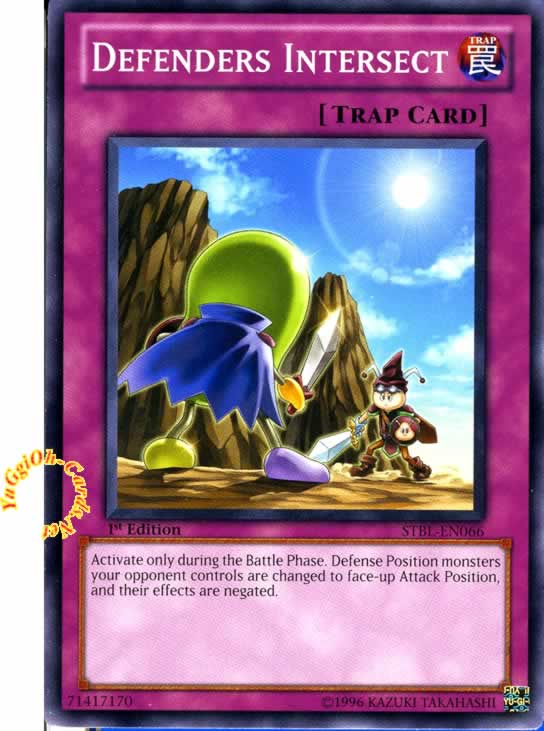 DEFENDERS INTERSECT
TRAP
罠
[TRAP CARD]
YuGgiOh-Cards.Net
1st Edition
STBL-EN066
Activate only during the Battle Phase. Defense Position monsters
your opponent controls are changed to face-up Attack Position,
and their effects are negated.
71417170
©1996 KAZUKI TAKAHASHI